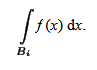 ∫_{B_i} f(x) dx.